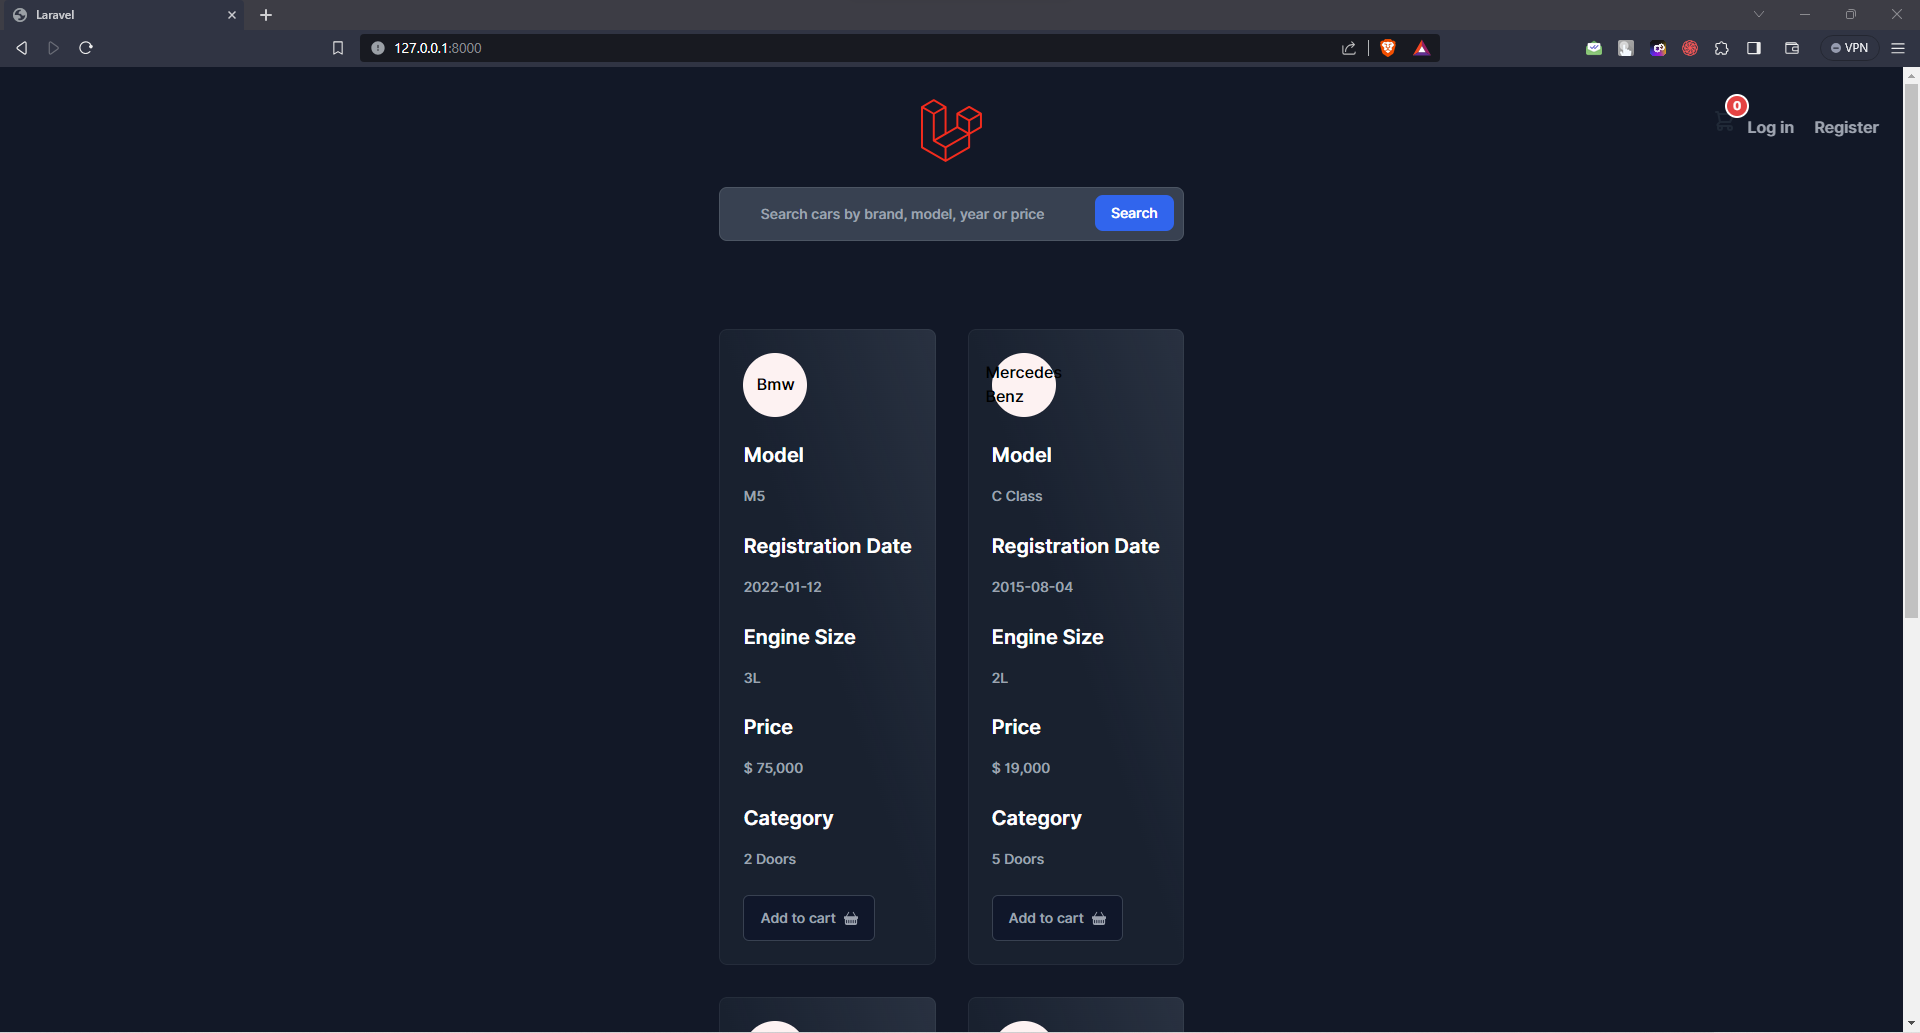 Laravel
127.0.0.1:8000
VPN
0
Log in Register
Search cars by brand, model, year or price Search
Bmw
Model
M5
Registration Date
2022-01-12
Engine Size
3L
Price
$ 75,000
Category
2 Doors
Add to cart
Mercedes
Benz
Model
C Class
Registration Date
2015-08-04
Engine Size
2L
Price
$ 19,000
Category
5 Doors
Add to cart